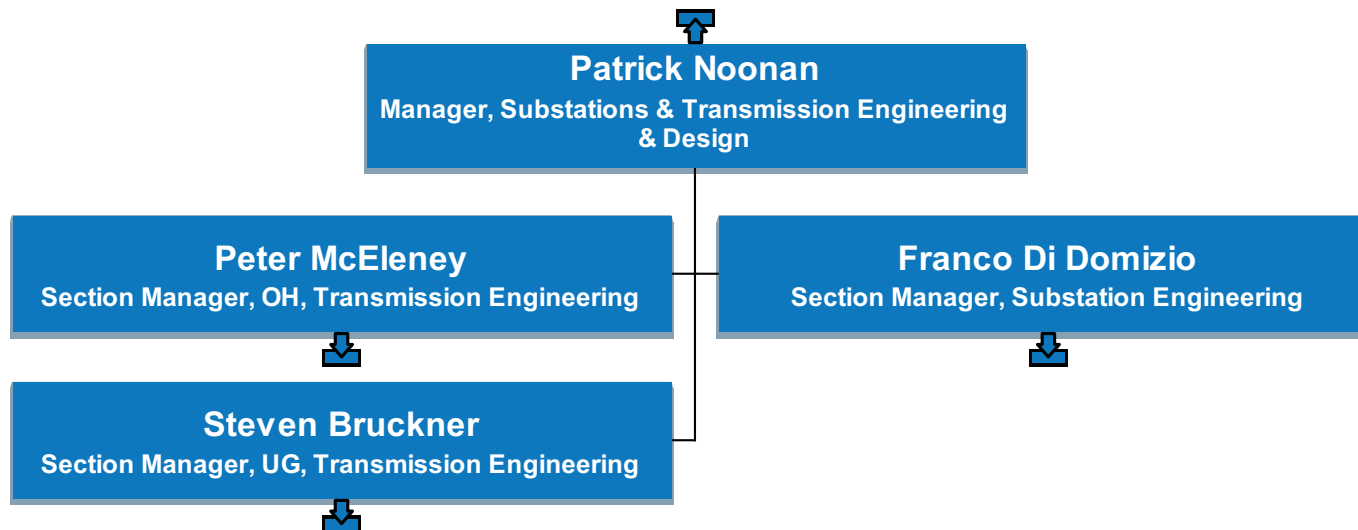 Patrick Noonan
Manager, Substations & Transmission Engineering
& Design
Peter McEleney
Section Manager, OH, Transmission Engineering
Franco Di Domizio
Section Manager, Substation Engineering
Steven Bruckner
Section Manager, UG, Transmission Engineering